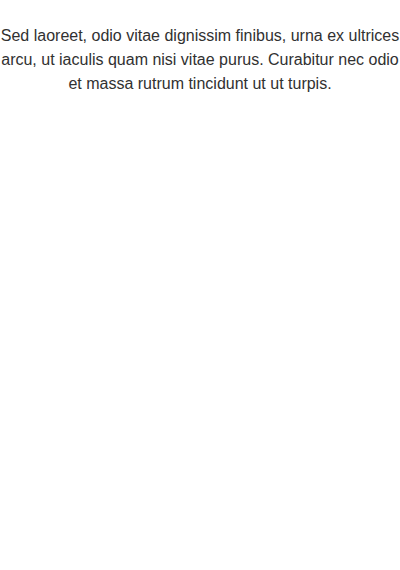 Sed laoreet, odio vitae dignissim finibus, urna ex ultrices
arcu, ut iaculis quam nisi vitae purus. Curabitur nec odio
et massa rutrum tincidunt ut ut turpis.